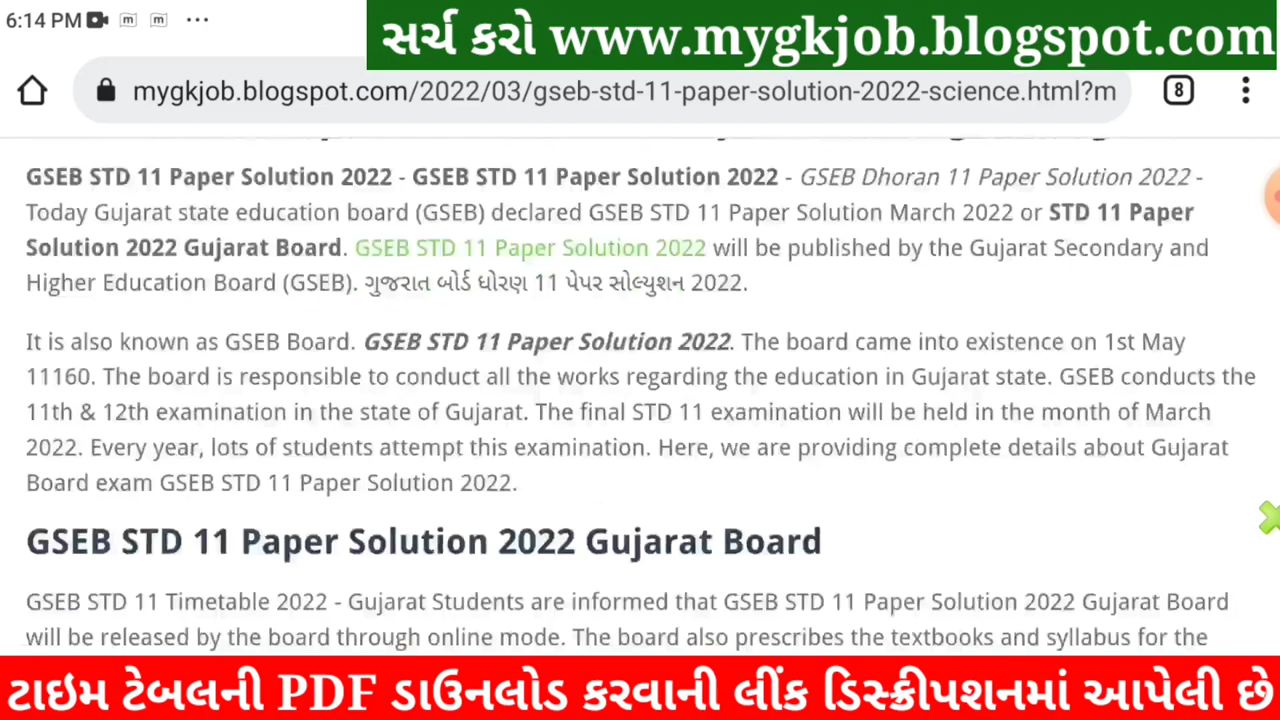 6:14 PM
સર્ચ કરો www.mygkjob.blogspot.com
mygkjob.blogspot.com/2022/03/gseb-std-11-paper-solution-2022-science.html?m
8
GSEB STD 11 Paper Solution 2022 - GSEB STD 11 Paper Solution 2022 - GSEB Dhoran 11 Paper Solution 2022 -
Today Gujarat state education board (GSEB) declared GSEB STD 11 Paper Solution March 2022 or STD 11 Paper
Solution 2022 Gujarat Board. GSEB STD 11 Paper Solution 2022 will be published by the Gujarat Secondary and
Higher Education Board (GSEB). ગુજરાત બોર્ડ ધોરણ 11 પેપર સોલ્યુશન 2022.
It is also known as GSEB Board. GSEB STD 11 Paper Solution 2022. The board came into existence on 1st May
11160. The board is responsible to conduct all the works regarding the education in Gujarat state. GSEB conducts the
11th & 12th examination in the state of Gujarat. The final STD 11 examination will be held in the month of March
2022. Every year, lots of students attempt this examination. Here, we are providing complete details about Gujarat
Board exam GSEB STD 11 Paper Solution 2022.
GSEB STD 11 Paper Solution 2022 Gujarat Board
GSEB STD 11 Timetable 2022 - Gujarat Students are informed that GSEB STD 11 Paper Solution 2022 Gujarat Board
will be released by the board through online mode. The board also prescribes the textbooks and syllabus for the
ટાઇમ ટેબલની PDF ડાઉનલોડ કરવાની લીંક ડિસ્ક્રીપશનમાં આપેલી છે